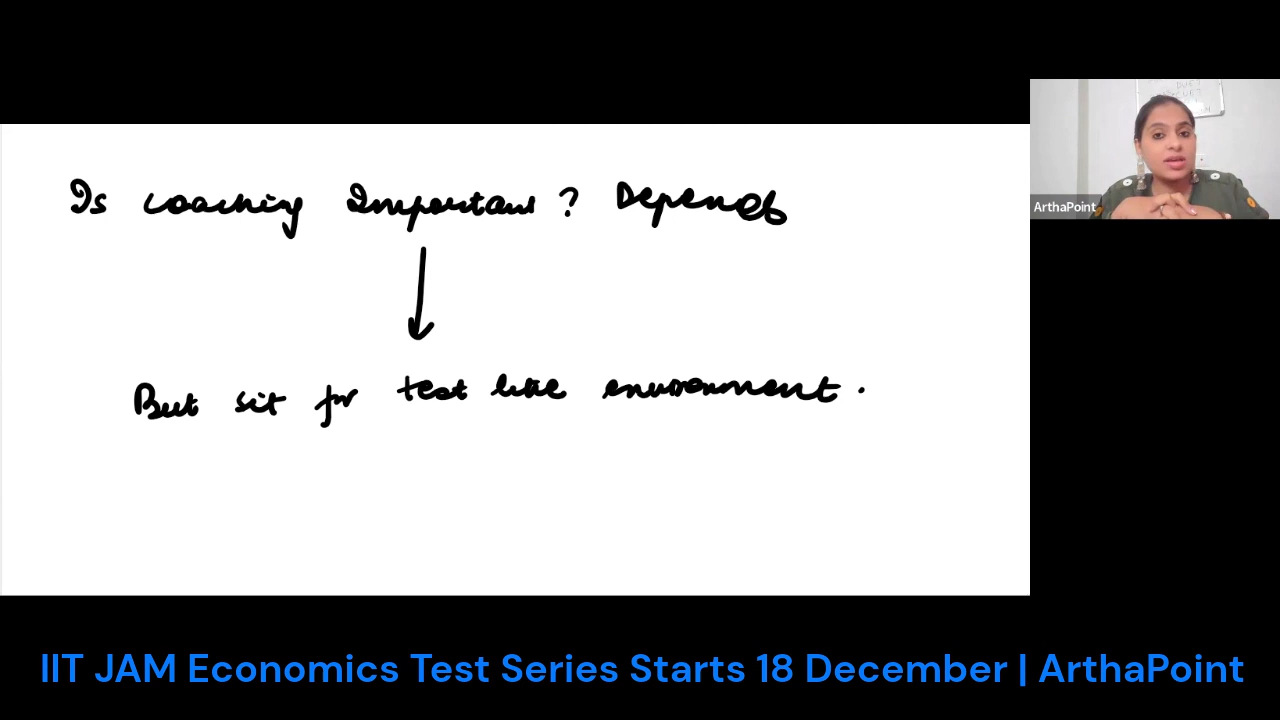 Is coaching Important? Depends
ArthaPoint
But sit for test like environment.
IIT JAM Economics Test Series Starts 18 December | ArthaPoint